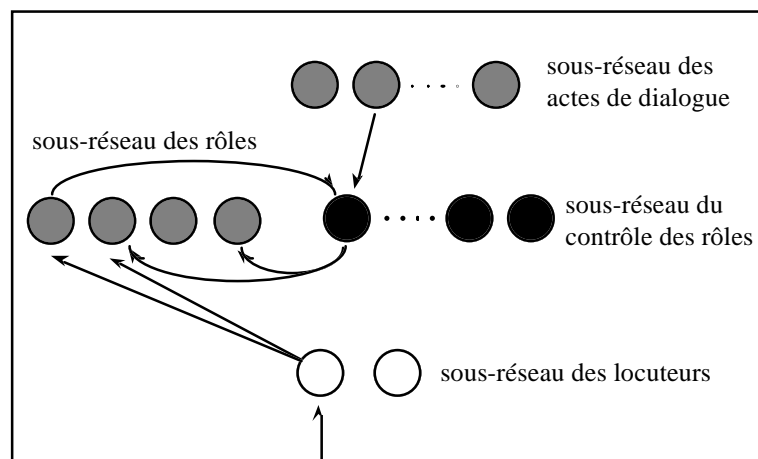 sous-réseau des
actes de dialogue
sous-réseau des rôles
sous-réseau du
contrôle des rôles
sous-réseau des locuteurs